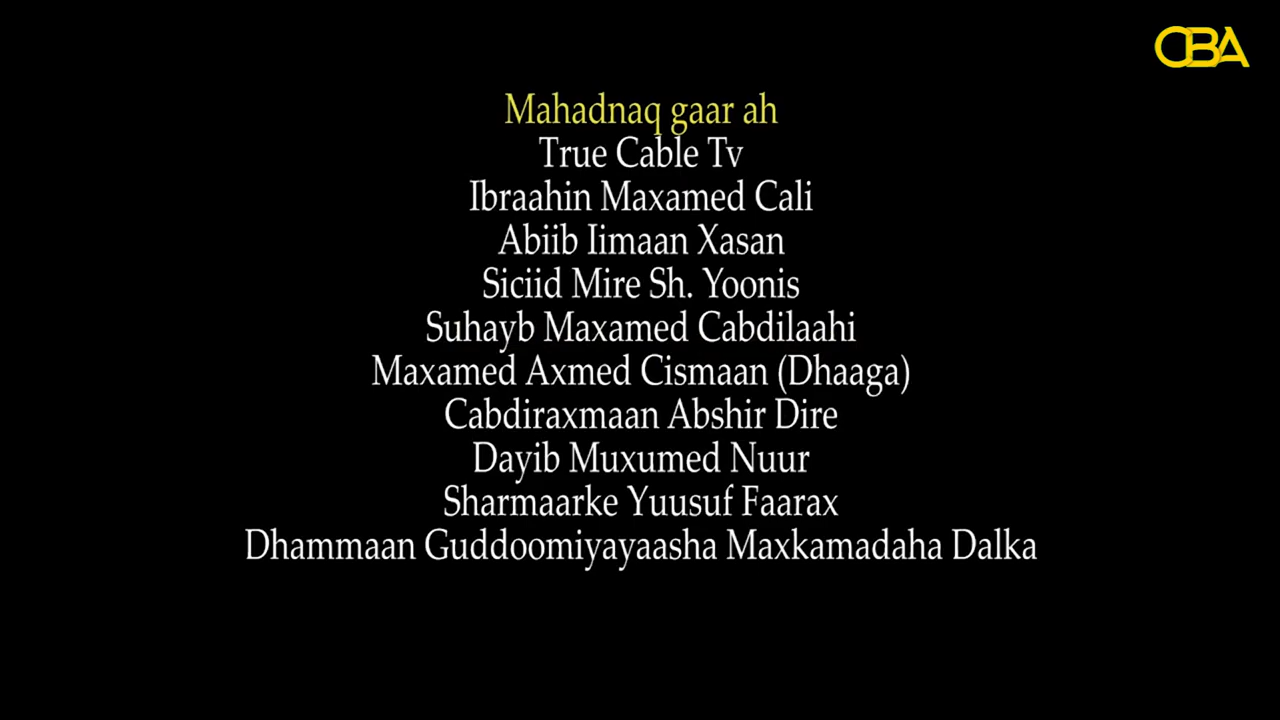 CBA
Mahadnaq gaar ah
True Cable Tv
Ibraahin Maxamed Cali
Abiib Iimaan Xasan
Siciid Mire Sh. Yoonis
Suhayb Maxamed Cabdilaahi
Maxamed Axmed Cismaan (Dhaaga)
Cabdiraxmaan Abshir Dire
Dayib Muxumed Nuur
Sharmaarke Yuusuf Faarax
Dhammaan Guddoomiyayaasha Maxkamadaha Dalka